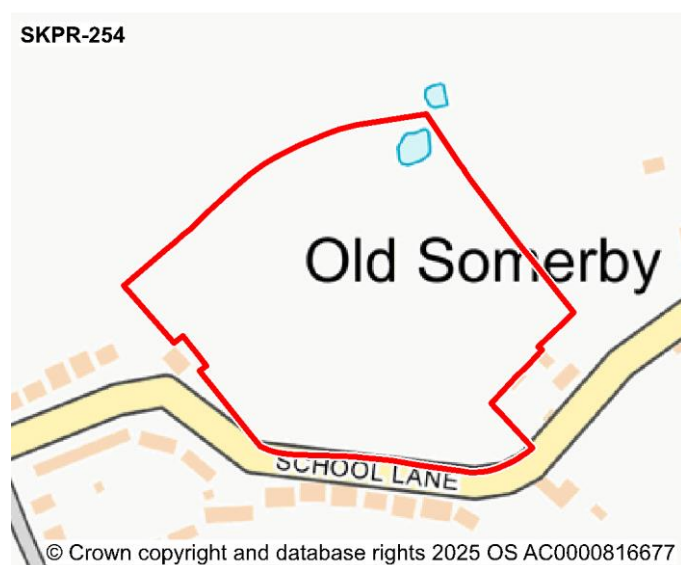 SKPR-254
Old Somerby
SCHOOL LANE
© Crown copyright and database rights 2025 OS AC0000816677